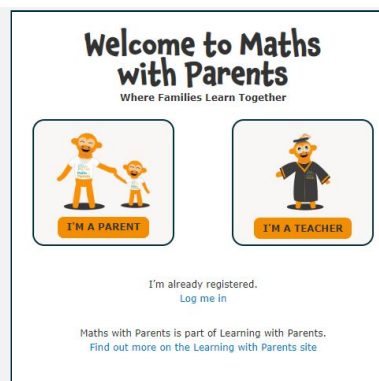 Welcome to Maths
with Parents
Where Families Learn Together
I'M A PARENT
I'M A TEACHER
I'm already registered.
Log me in
Maths with Parents is part of Learning with Parents.
Find out more on the Learning with Parents site